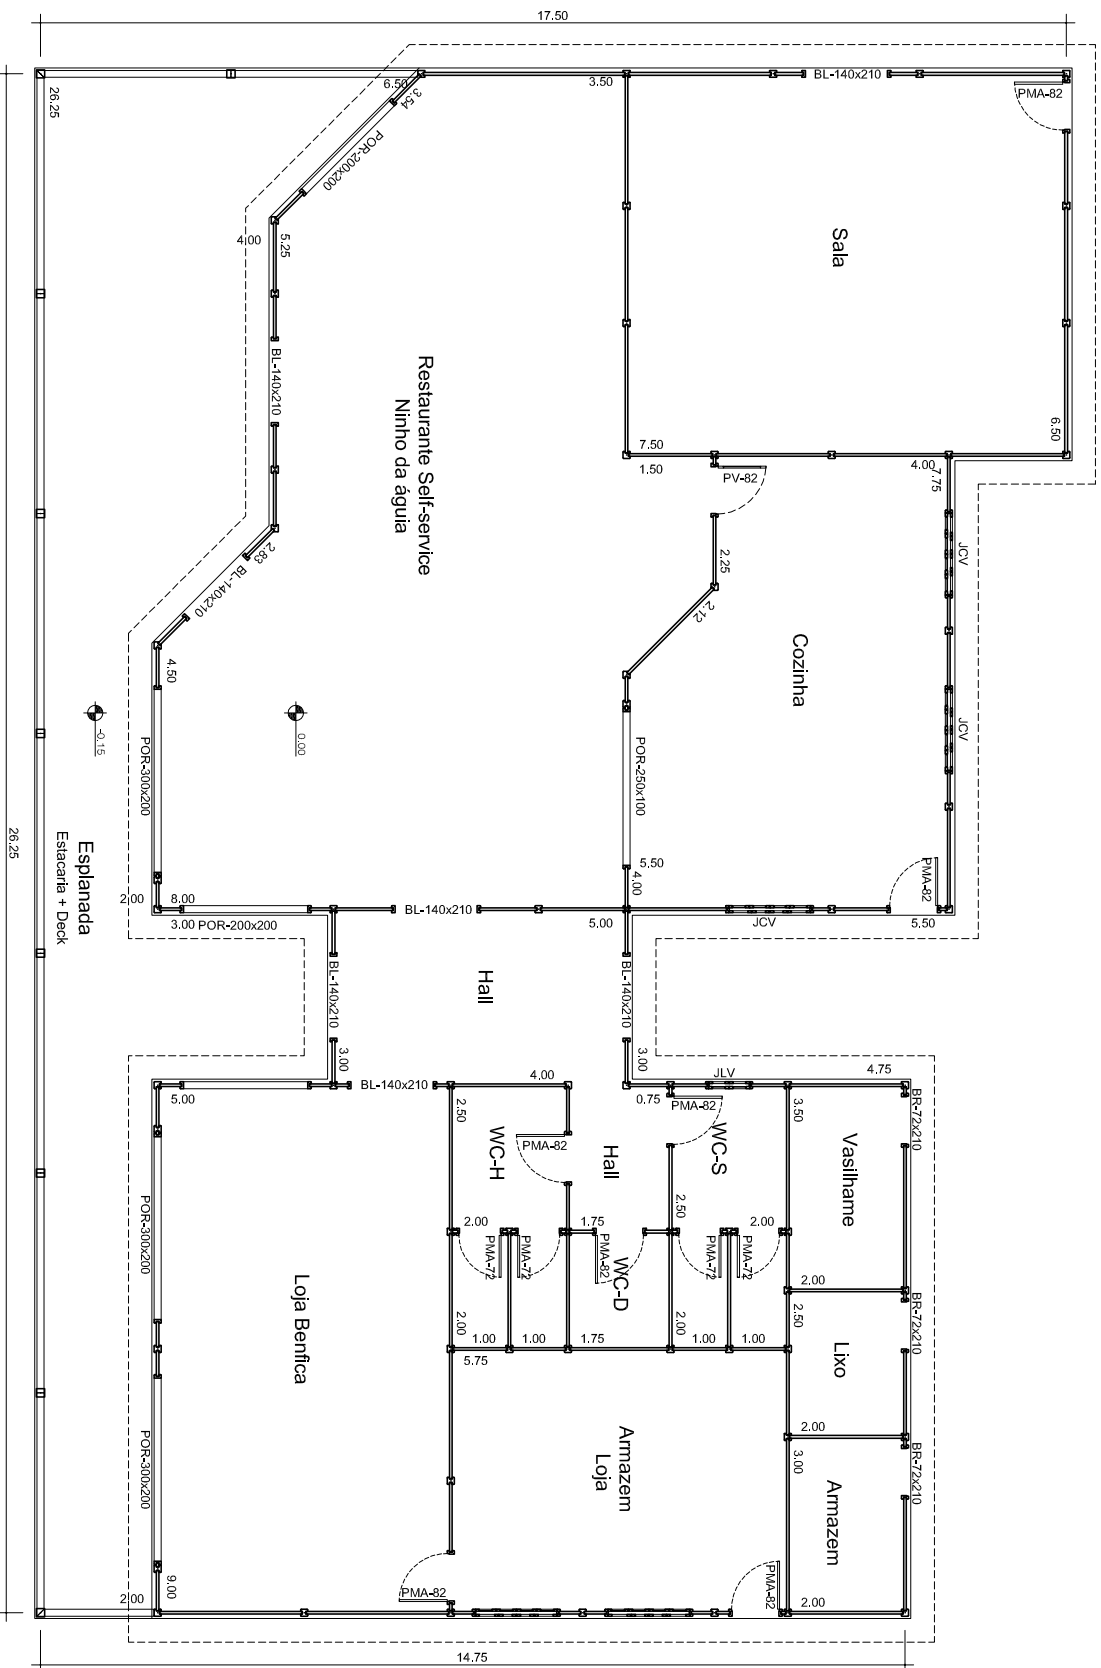 17.50
26.25
6.50
3.54
POR-200x200
3.50
BL-140x210
PMA-82
4.00
5.25
Sala
BL-140x210
Restaurante Self-service
Ninho da águia
7.50
1.50
6.50
PV-82
4.00
7.75
JCV
2.25
2.12
2.83
BL-140x210
Cozinha
4.50
JCV
-0.15
0.00
POR-300x200
POR-250x100
26.25
Esplanada
Estacaria + Deck
5.50
4.00
PMA-82
2.00
8.00
BL-140x210
3.00
POR-200x200
5.00
JCV
5.50
Hall
BL-140x210
BL-140x210
3.00
3.00
JLV
4.75
5.00
BL-140x210
4.00
0.75
PMA-82
BR-72x210
2.50
3.50
WC-H
PMA-82
Hall
WC-S
Vasilhame
2.50
2.00
1.75
2.00
POR-300x200
PMA-72
PMA-72
PMA-82
WC-D
PMA-72
PMA-72
2.00
BR-72x210
2.00
2.00
2.50
1.00
1.00
1.75
1.00
1.00
5.75
Loja Benfica
Lixo
2.00
POR-300x200
Armazem
Loja
3.00
BR-72x210
Armazem
9.00
PMA-82
PMA-82
2.00
2.00
14.75